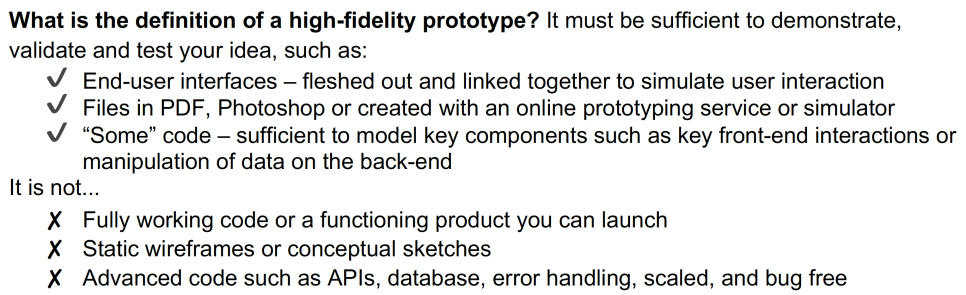 What is the definition of a high-fidelity prototype? It must be sufficient to demonstrate,
validate and test your idea, such as:
✓ End-user interfaces – fleshed out and linked together to simulate user interaction
✓ Files in PDF, Photoshop or created with an online prototyping service or simulator
✓ “Some” code – sufficient to model key components such as key front-end interactions or
manipulation of data on the back-end
It is not...
✗ Fully working code or a functioning product you can launch
✗ Static wireframes or conceptual sketches
✗ Advanced code such as APIs, database, error handling, scaled, and bug free